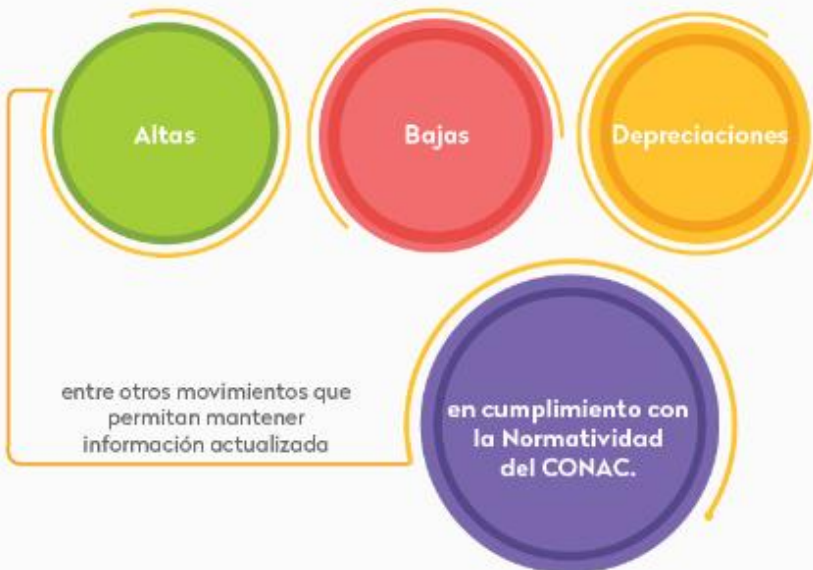 Altas
Bajas
Depreciaciones
entre otros movimientos que
permitan mantener
información actualizada
en cumplimiento con
la Normatividad
del CONAC.